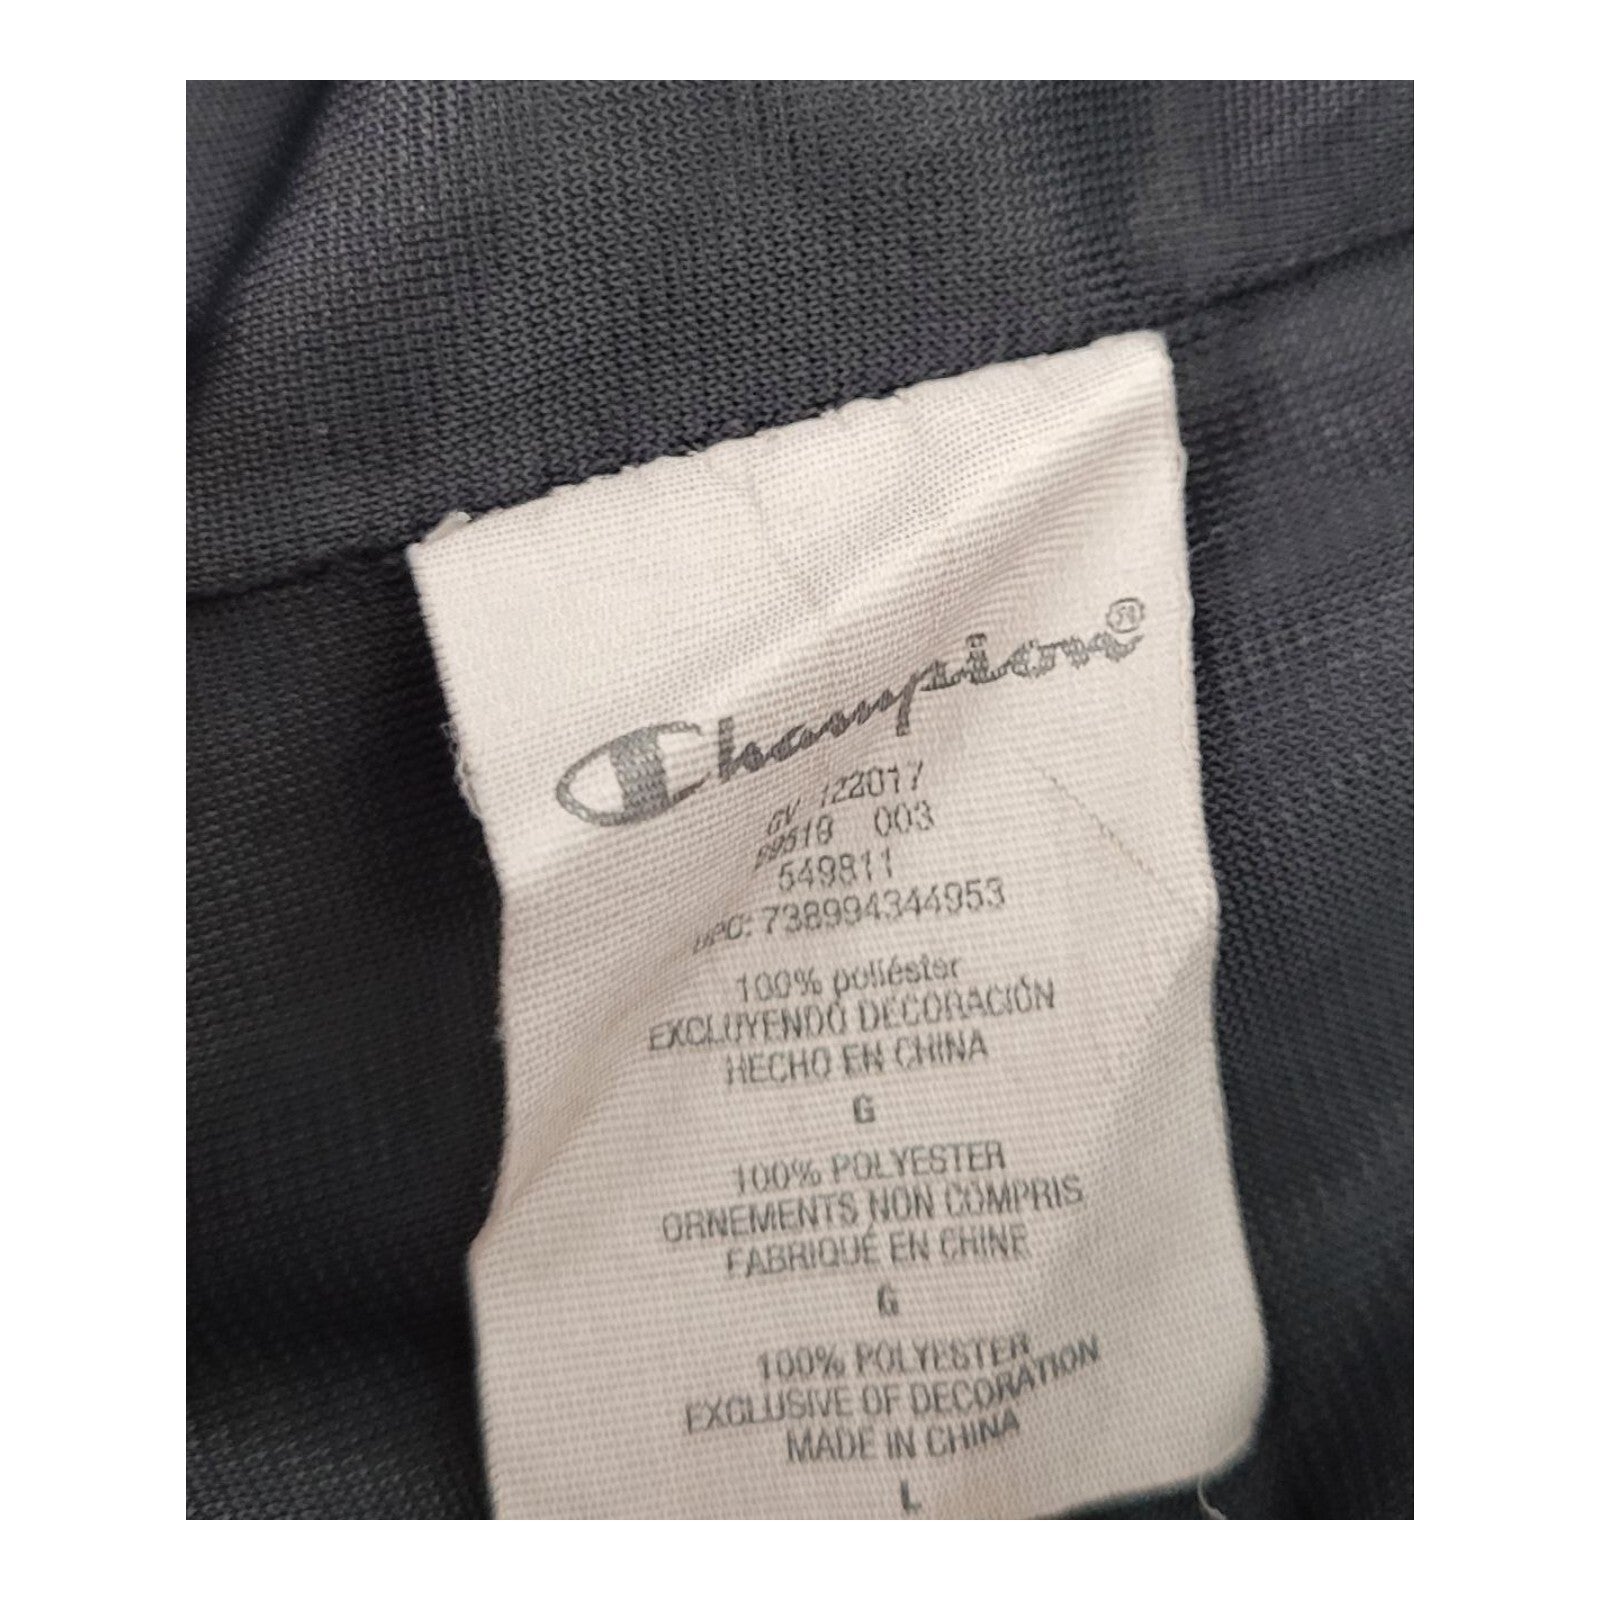 Champion®
GV 122017
89519 003
549811
UPC: 738994344953
100% poliéster
EXCLUYENDO DECORACIÓN
HECHO EN CHINA
G
100% POLYESTER
ORNEMENTS NON COMPRIS
FABRIQUÉ EN CHINE
G
100% POLYESTER
EXCLUSIVE OF DECORATION
MADE IN CHINA
L